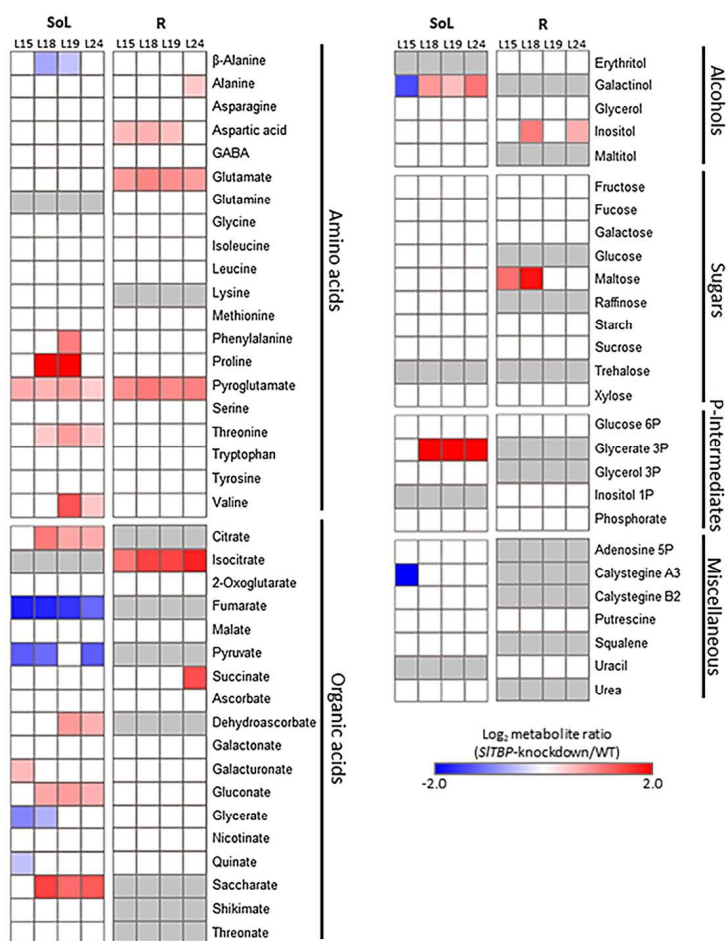 SoL R
L15 L18 L19 L24 L15 L18 L19 L24
β-Alanine
Alanine
Asparagine
Aspartic acid
GABA
Glutamate
Glutamine
Glycine
Isoleucine
Leucine
Lysine
Methionine
Phenylalanine
Proline
Pyroglutamate
Serine
Threonine
Tryptophan
Tyrosine
Valine
Amino acids
Citrate
Isocitrate
2-Oxoglutarate
Fumarate
Malate
Pyruvate
Succinate
Ascorbate
Dehydroascorbate
Galactonate
Galacturonate
Gluconate
Glycerate
Nicotinate
Quinate
Saccharate
Shikimate
Threonate
Organic acids
SoL R
L15 L18 L19 L24 L15 L18 L19 L24
Erythritol
Galactinol
Glycerol
Inositol
Maltitol
Alcohols
Fructose
Fucose
Galactose
Glucose
Maltose
Raffinose
Starch
Sucrose
Trehalose
Xylose
Sugars
Glucose 6P
Glycerate 3P
Glycerol 3P
Inositol 1P
Phosphorate
P-Intermediates
Adenosine 5P
Calystegine A3
Calystegine B2
Putrescine
Squalene
Uracil
Urea
Miscellaneous
Log₂ metabolite ratio
(SlTBP-knockdown/WT)
-2.0 2.0